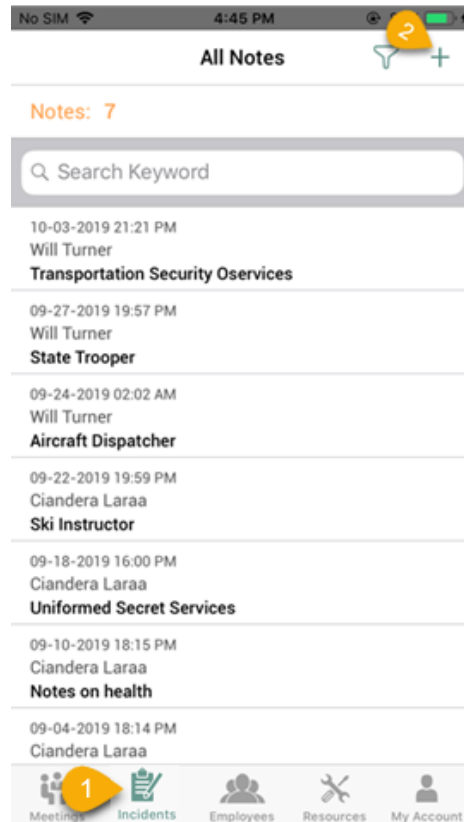 No SIM 4:45 PM
2
All Notes
Notes: 7
Search Keyword
10-03-2019 21:21 PM
Will Turner
Transportation Security Oservices
09-27-2019 19:57 PM
Will Turner
State Trooper
09-24-2019 02:02 AM
Will Turner
Aircraft Dispatcher
09-22-2019 19:59 PM
Ciandera Laraa
Ski Instructor
09-18-2019 16:00 PM
Ciandera Laraa
Uniformed Secret Services
09-10-2019 18:15 PM
Ciandera Laraa
Notes on health
09-04-2019 18:14 PM
Ciandera Laraa
1
Meetings Incidents Employees Resources My Account